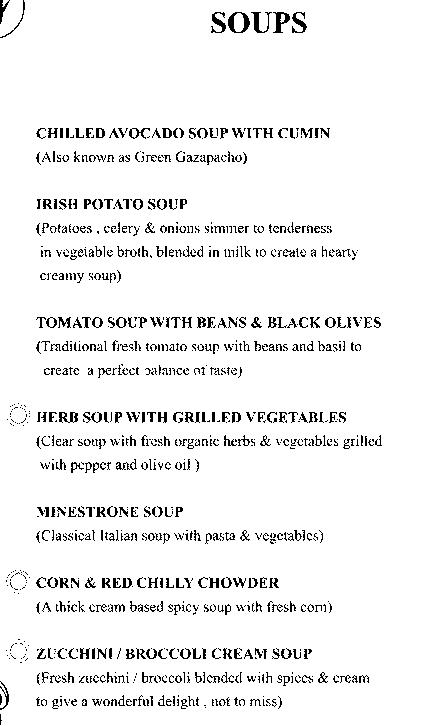 SOUPS
CHILLED AVOCADO SOUP WITH CUMIN
(Also known as Green Gazapacho)
IRISH POTATO SOUP
(Potatoes , celery & onions simmer to tenderness
in vegetable broth, blended in milk to create a hearty
creamy soup)
TOMATO SOUP WITH BEANS & BLACK OLIVES
(Traditional fresh tomato soup with beans and basil to
create a perfect balance of taste)
HERB SOUP WITH GRILLED VEGETABLES
(Clear soup with fresh organic herbs & vegetables grilled
with pepper and olive oil )
MINESTRONE SOUP
(Classical Italian soup with pasta & vegetables)
CORN & RED CHILLY CHOWDER
(A thick cream based spicy soup with fresh corn)
ZUCCHINI / BROCCOLI CREAM SOUP
(Fresh zucchini / broccoli blended with spices & cream
to give a wonderful delight , not to miss)